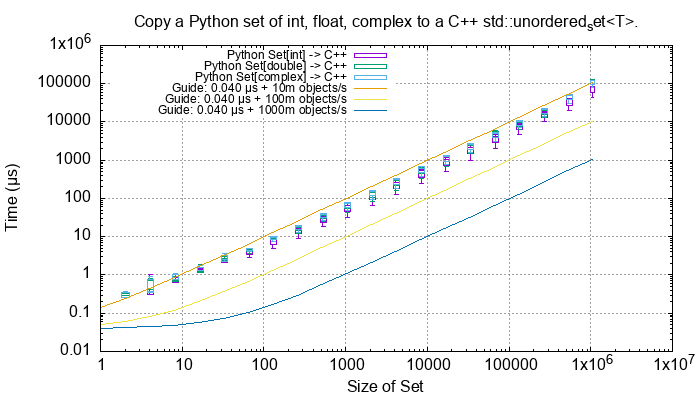 Copy a Python set of int, float, complex to a C++ std::unordered_set<T>.
Python Set[int] -> C++
Python Set[double] -> C++
Python Set[complex] -> C++
Guide: 0.040 µs + 10m objects/s
Guide: 0.040 µs + 100m objects/s
Guide: 0.040 µs + 1000m objects/s
Time (µs)
1x10^6
100000
10000
1000
100
10
1
0.1
0.01
1 10 100 1000 10000 100000 1x10^6 1x10^7
Size of Set